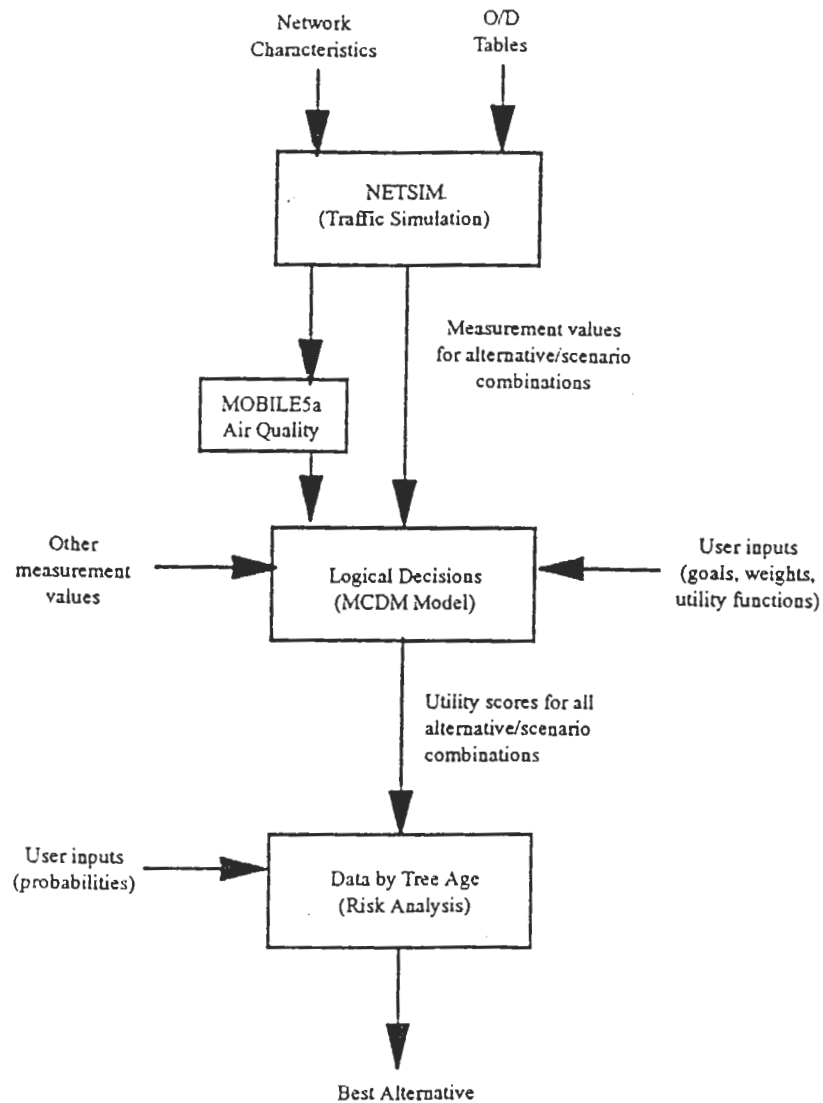 Network
Characteristics
O/D
Tables
NETSIM.
(Traffic Simulation)
Measurement values
for alternative/scenario
combinations
MOBILE5a
Air Quality
Other
measurement
values
Logical Decisions
(MCDM Model)
User inputs
(goals, weights,
utility functions)
Utility scores for all
alternative/scenario
combinations
User inputs
(probabilities)
Data by Tree Age
(Risk Analysis)
Best Alternative